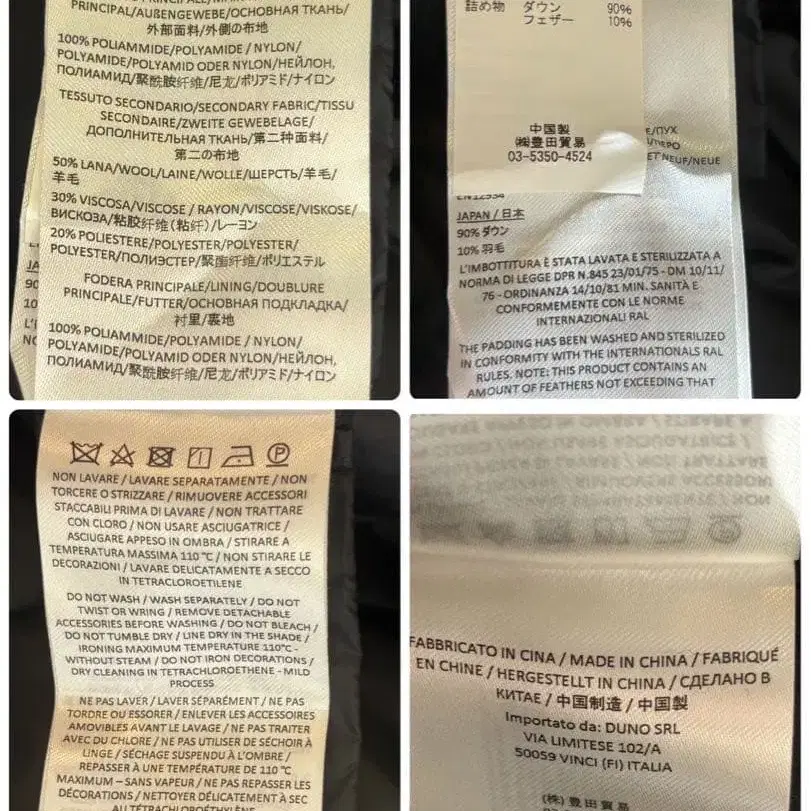 PRINCIPAL/AUßENGEWEBE/ОСНОВНАЯ ТКАНЬ/
外部面料/外側の布地
100% POLIAMMIDE/POLYAMIDE / NYLON/
POLYAMIDE/POLYAMID ODER NYLON/НЕЙЛОН,
ПОЛИАМИД/聚酰胺纤维/尼龙/ポリアミド/ナイロン
TESSUTO SECONDARIO/SECONDARY FABRIC/TISSU
SECONDAIRE/ZWEITE GEWEBELAGE/
ДОПОЛНИТЕЛЬНАЯ ТКАНЬ/第二种面料/
第二の布地
50% LANA/WOOL/LAINE/WOLLE/ШЕРСТЬ/羊毛/
羊毛
30% VISCOSA/VISCOSE / RAYON/VISCOSE/VISKOSE/
ВИСКОЗА/粘胶纤维(粘纤)/レーヨン
20% POLIESTERE/POLYESTER/POLYESTER/
POLYESTER/ПОЛИЭСТЕР/聚酯纤维/ポリエステル
FODERA PRINCIPALE/LINING/DOUBLURE
PRINCIPALE/FUTTER/ОСНОВНАЯ ПОДКЛАДКА/
衬里/裏地
100% POLIAMMIDE/POLYAMIDE / NYLON/
POLYAMIDE/POLYAMID ODER NYLON/НЕЙЛОН,
ПОЛИАМИД/聚酰胺纤维/尼龙/ポリアミド/ナイロン
JA
90
10
L'I
NO
詰め物 ダウン 90%
フェザー 10%
中国製
㈱豊田貿易
03-5350-4524
E/ПУХ
ET NEUF/NEUE
EN12934
JAPAN / 日本
90% ダウン
10% 羽毛
L'IMBOTTITURA È STATA LAVATA E STERILIZZATA A
NORMA DI LEGGE DPR N.845 23/01/75 - DM 10/11/
76 - ORDINANZA 14/10/81 MIN. SANITÀ E
CONFORMEMENTE CON LE NORME
INTERNAZIONALI RAL
THE PADDING HAS BEEN WASHED AND STERILIZED
IN CONFORMITY WITH THE INTERNATIONALS RAL
RULES. NOTE: THIS PRODUCT CONTAINS AN
AMOUNT OF FEATHERS NOT EXCEEDING THAT
NON LAVARE / LAVARE SEPARATAMENTE / NON
TORCERE O STRIZZARE / RIMUOVERE ACCESSORI
STACCABILI PRIMA DI LAVARE / NON TRATTARE
CON CLORO / NON USARE ASCIUGATRICE /
ASCIUGARE APPESO IN OMBRA / STIRARE A
TEMPERATURA MASSIMA 110 °C / NON STIRARE LE
DECORAZIONI / LAVARE DELICATAMENTE A SECCO
IN TETRACLOROETILENE
DO NOT WASH / WASH SEPARATELY / DO NOT
TWIST OR WRING / REMOVE DETACHABLE
ACCESSORIES BEFORE WASHING / DO NOT BLEACH /
DO NOT TUMBLE DRY / LINE DRY IN THE SHADE /
IRONING MAXIMUM TEMPERATURE 110°C -
WITHOUT STEAM / DO NOT IRON DECORATIONS /
DRY CLEANING IN TETRACHLOROETHENE - MILD
PROCESS
NE PAS LAVER / LAVER SÉPARÉMENT / NE PAS
TORDRE OU ESSORER / ENLEVER LES ACCESSOIRES
AMOVIBLES AVANT LE LAVAGE / NE PAS TRAITER
AVEC DU CHLORE / NE PAS UTILISER DE SÉCHOIR À
LINGE / SÉCHAGE SUSPENDU À L'OMBRE /
REPASSER À UNE TEMPÉRATURE DE 110 °C
MAXIMUM – SANS VAPEUR / NE PAS REPASSER LES
DÉCORATIONS / NETTOYER DÉLICATEMENT À SEC
AU TÉTRACHLOROÉTHYLÈNE
FABBRICATO IN CINA / MADE IN CHINA / FABRIQUÉ
EN CHINE / HERGESTELLT IN CHINA / СДЕЛАНО В
КИТАЕ / 中国制造 / 中国製
Importato da: DUNO SRL
VIA LIMITESE 102/A
50059 VINCI (FI) ITALIA
(株) 豊田貿易